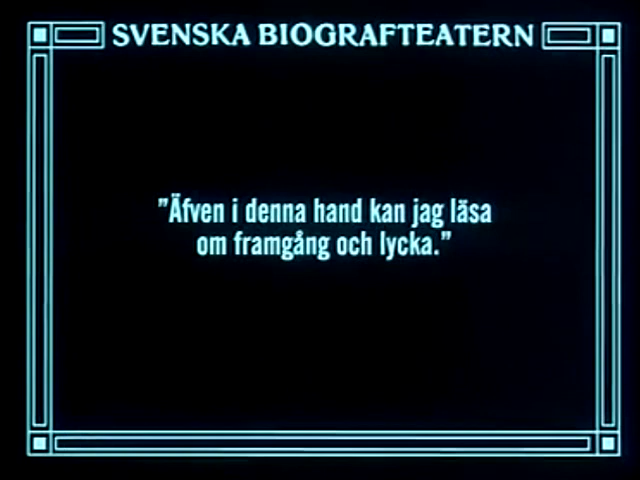 SVENSKA BIOGRAFTEATERN
”Äfven i denna hand kan jag läsa
om framgång och lycka.”